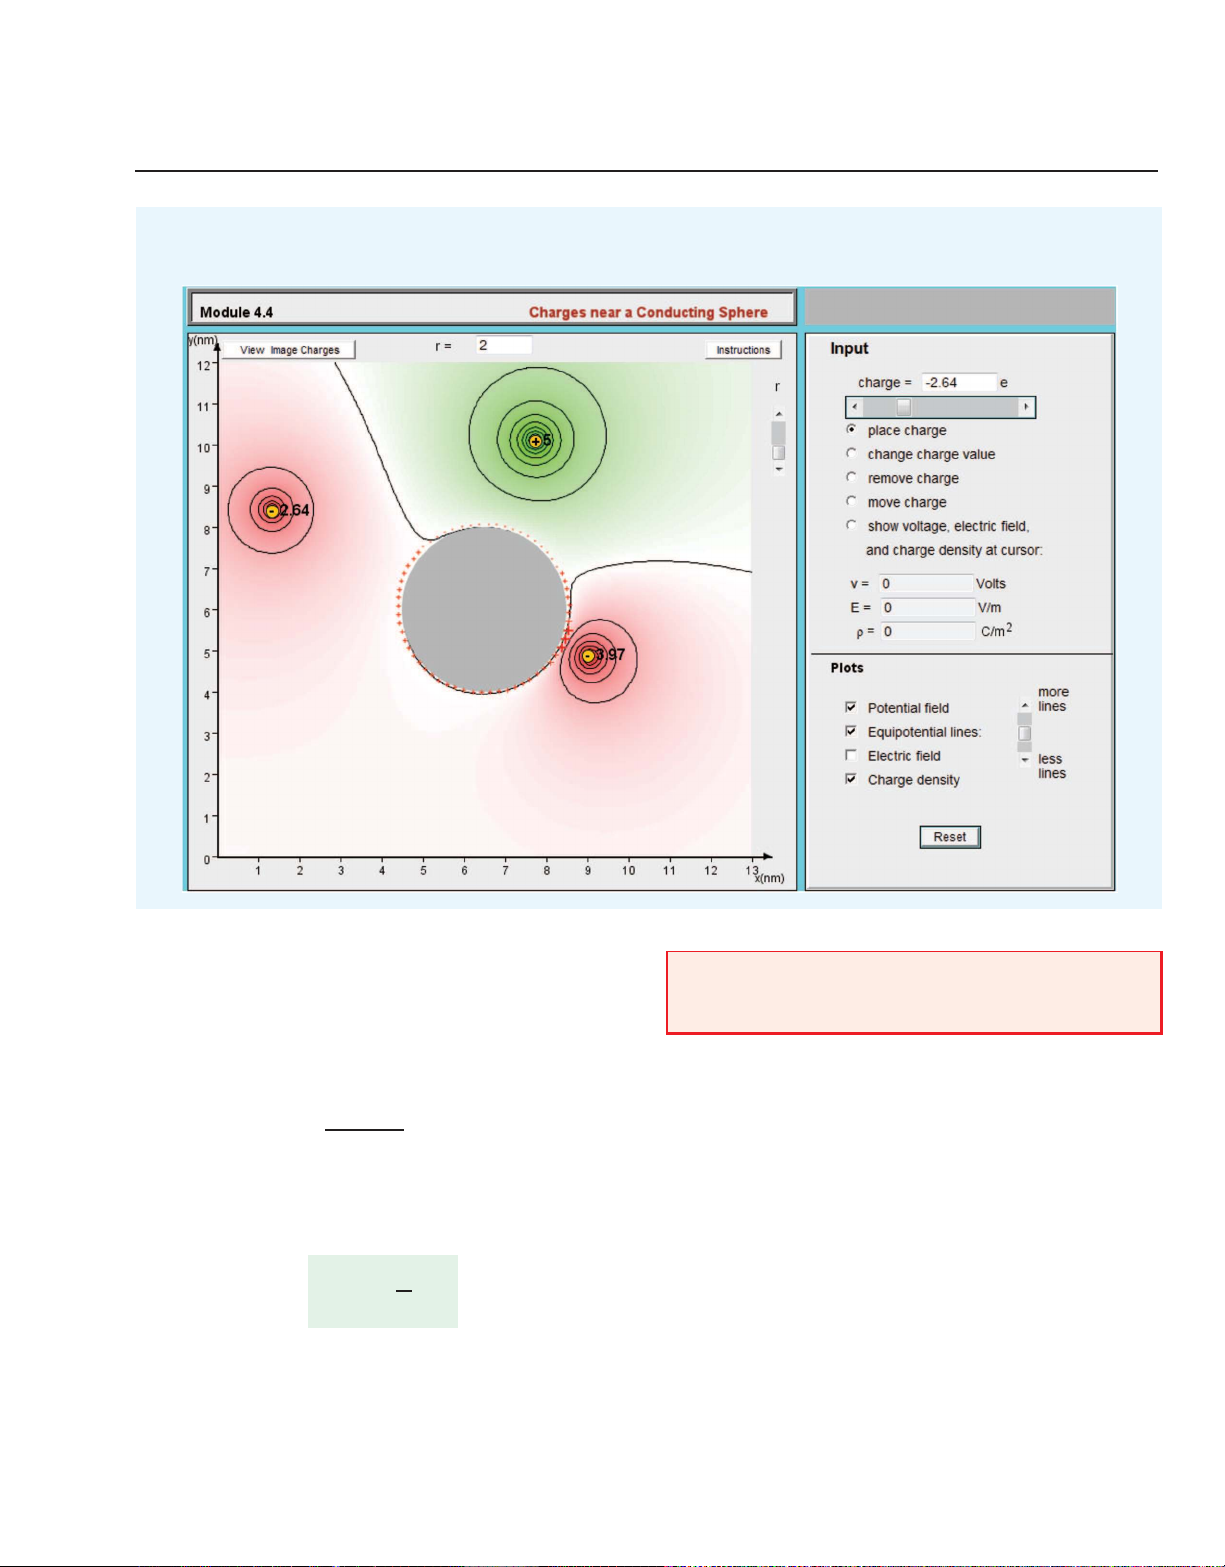 Module 4.4
Charges near a Conducting Sphere
y(nm)
View Image Charges
r =
2
Instructions
r
12
11
10
9
8
7
6
5
4
3
2
1
0
1
2
3
4
5
6
7
8
9
10
11
12
13
x(nm)
+
5
-
2.64
-
3.97
Input
charge =
-2.64
e
place charge
change charge value
remove charge
move charge
show voltage, electric field,
and charge density at cursor:
v =
0
Volts
E =
0
V/m
ρ =
0
C/m2
Plots
Potential field
Equipotential lines:
Electric field
Charge density
more
lines
less
lines
Reset